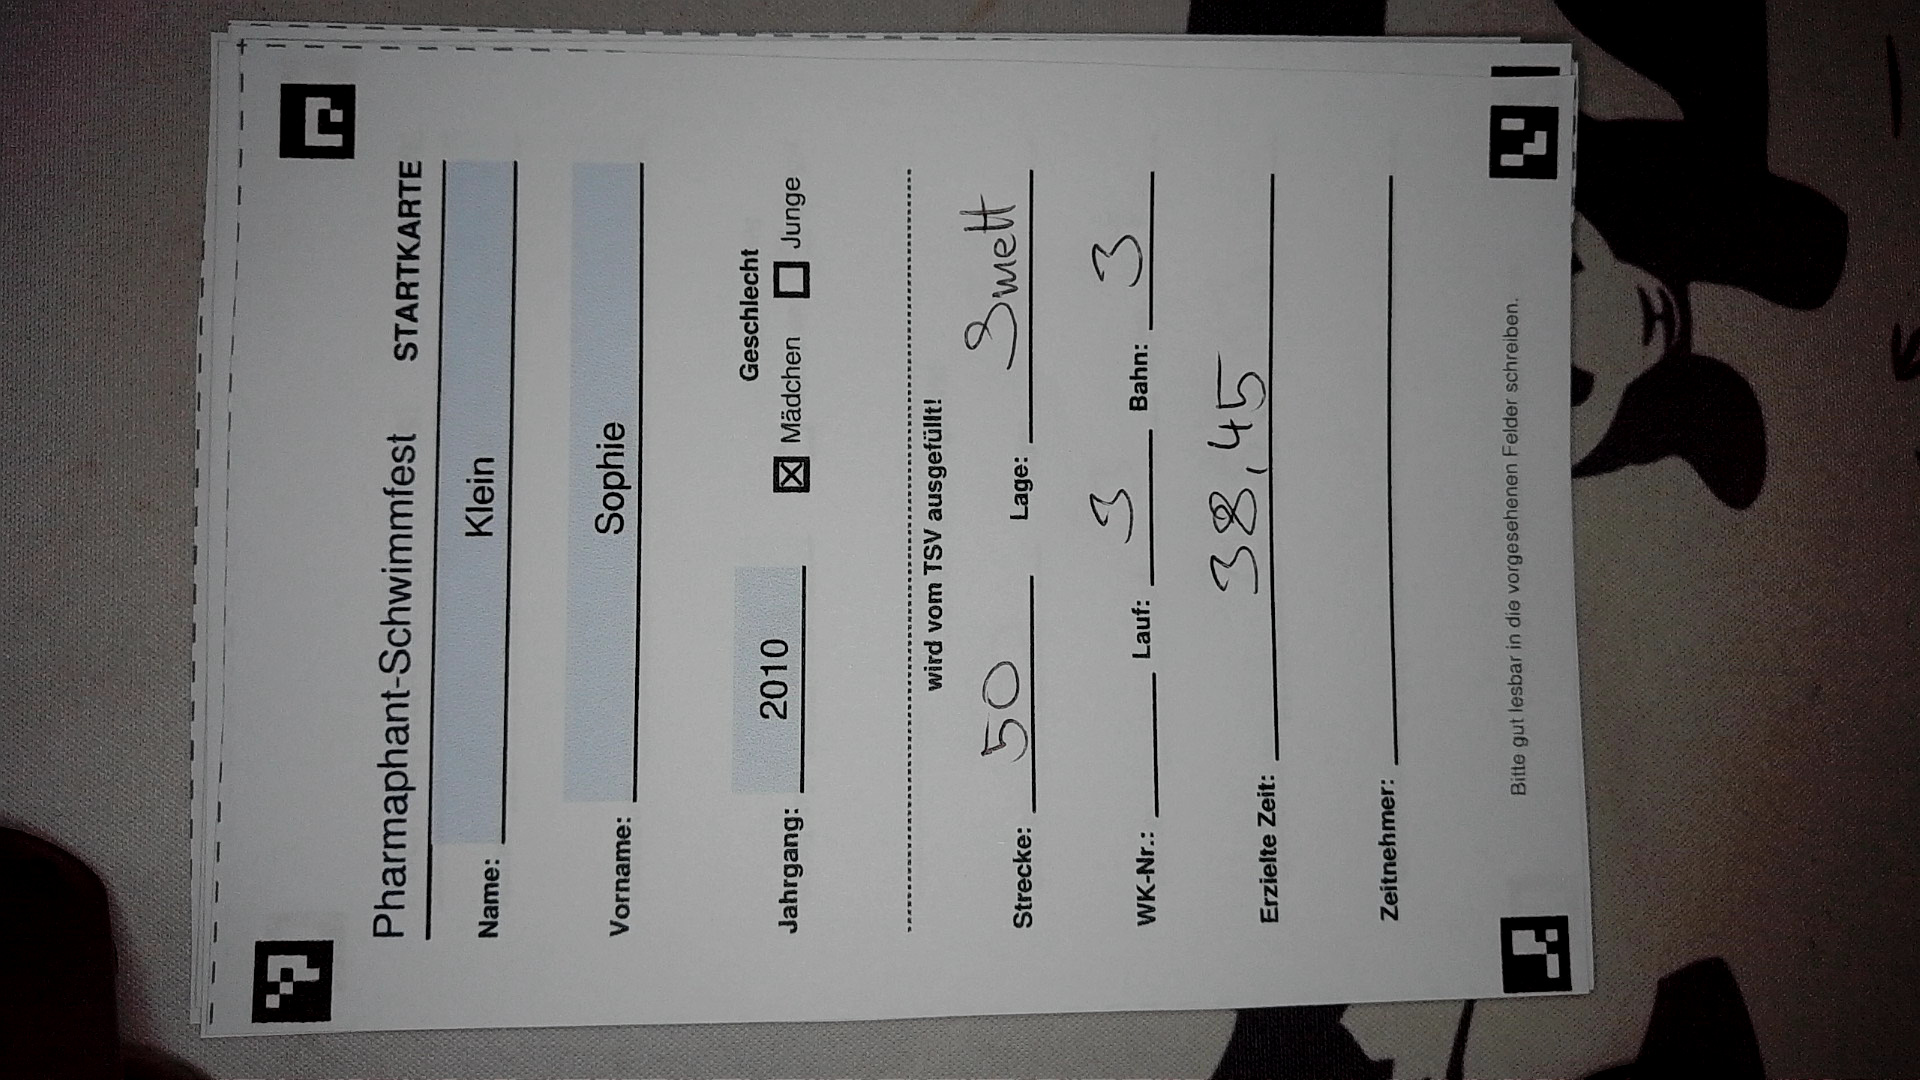 Pharmaphant-Schwimmfest STARTKARTE
Name: Klein
Vorname: Sophie
Geschlecht
Jahrgang: 2010 Mädchen Junge
wird vom TSV ausgefüllt!
Strecke: 50 Lage: Smett
WK-Nr.: Lauf: 3 Bahn: 3
Erzielte Zeit: 38,45
Zeitnehmer:
Bitte gut lesbar in die vorgesehenen Felder schreiben.